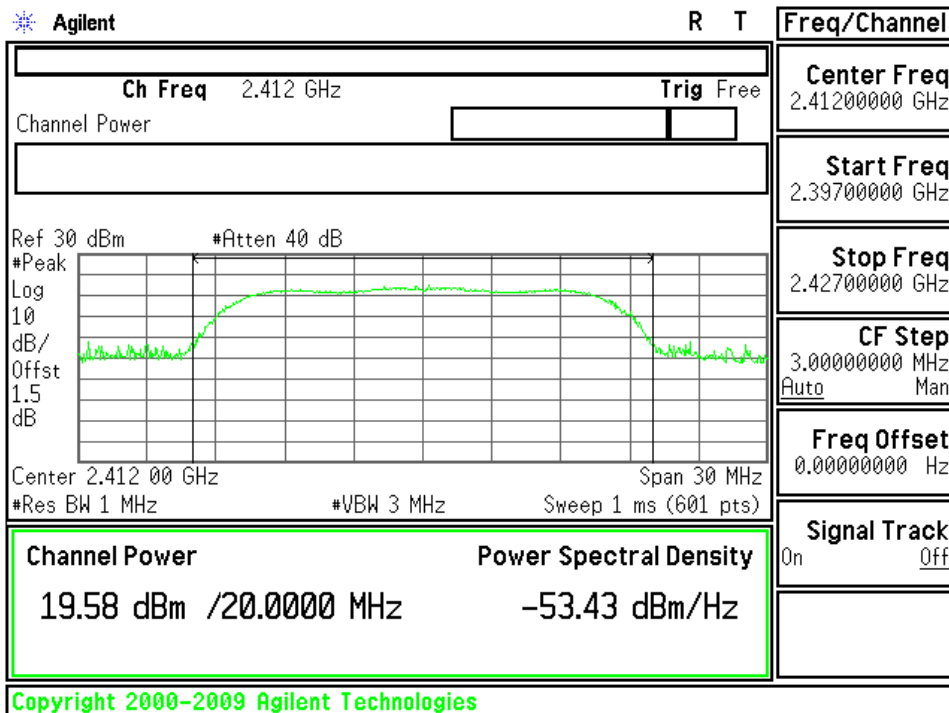 Agilent R T
Ch Freq 2.412 GHz Trig Free
Channel Power
Ref 30 dBm #Atten 40 dB
#Peak
Log
10
dB/
Offst
1.5
dB
Center 2.412 00 GHz Span 30 MHz
#Res BW 1 MHz #VBW 3 MHz Sweep 1 ms (601 pts)
Channel Power Power Spectral Density
19.58 dBm /20.0000 MHz -53.43 dBm/Hz
Copyright 2000-2009 Agilent Technologies
Freq/Channel
Center Freq
2.41200000 GHz
Start Freq
2.39700000 GHz
Stop Freq
2.42700000 GHz
CF Step
3.00000000 MHz
Auto Man
Freq Offset
0.00000000 Hz
Signal Track
On Off